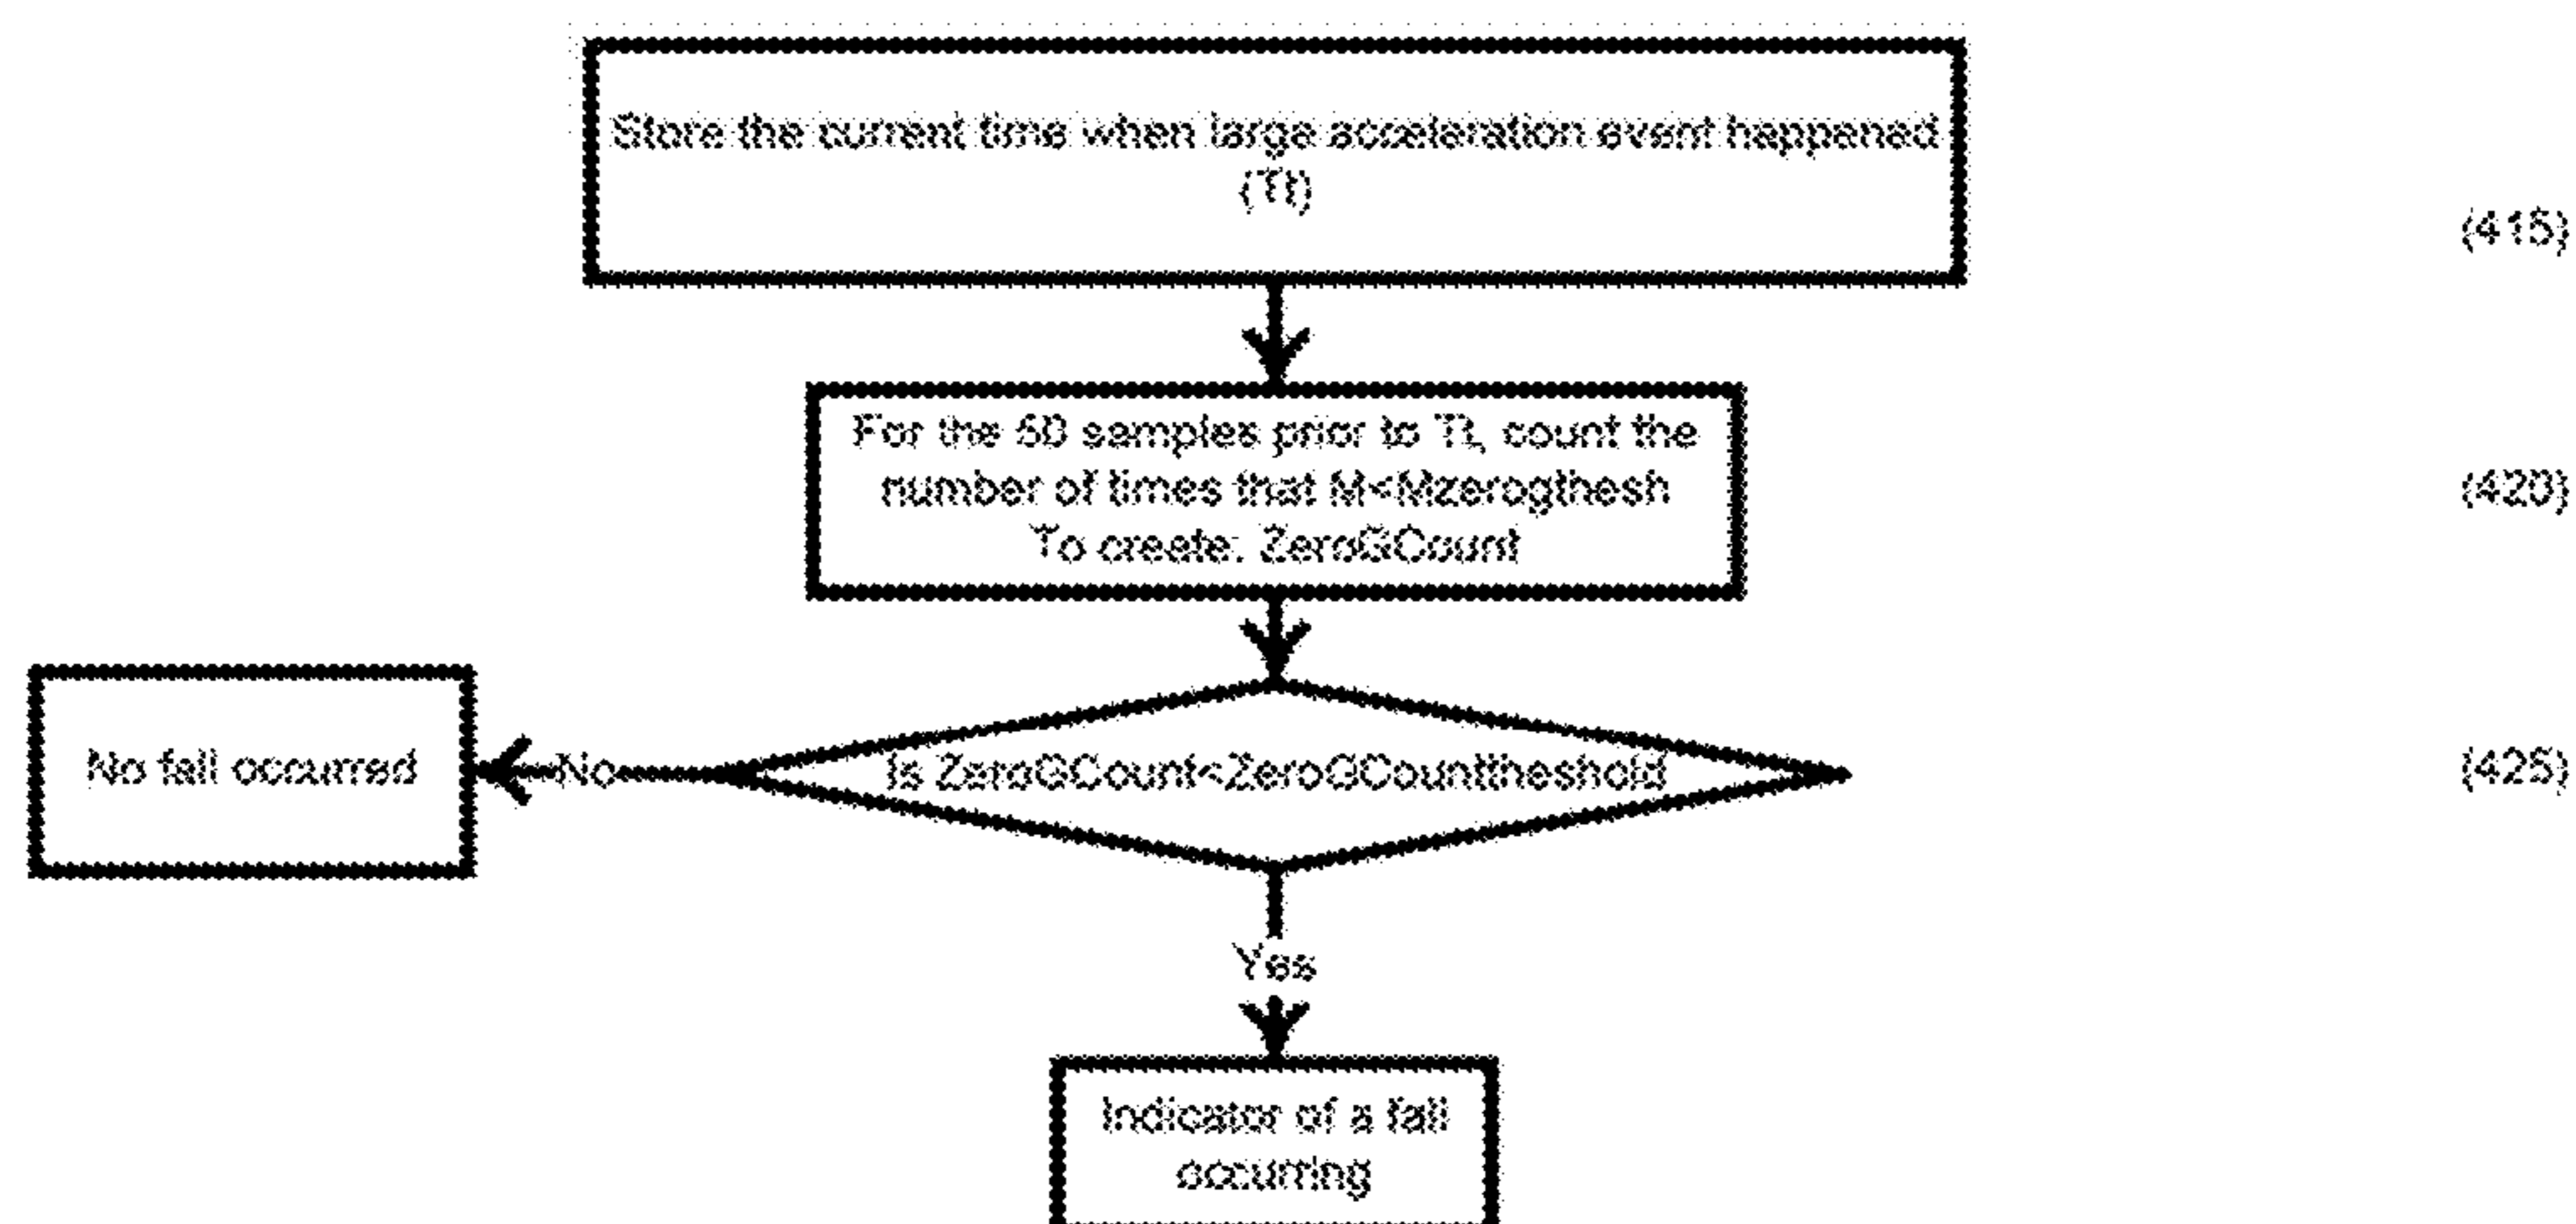 Store the current time when large acceleration event happened
(Tt)
(415)
For the 50 samples prior to Tt, count the
number of times that M<Mzerogthesh
To create: ZeroGCount
(420)
No fall occurred
No
Is ZeroGCount<ZeroGCounttheshold
(425)
Yes
Indicator of a fall
occurring